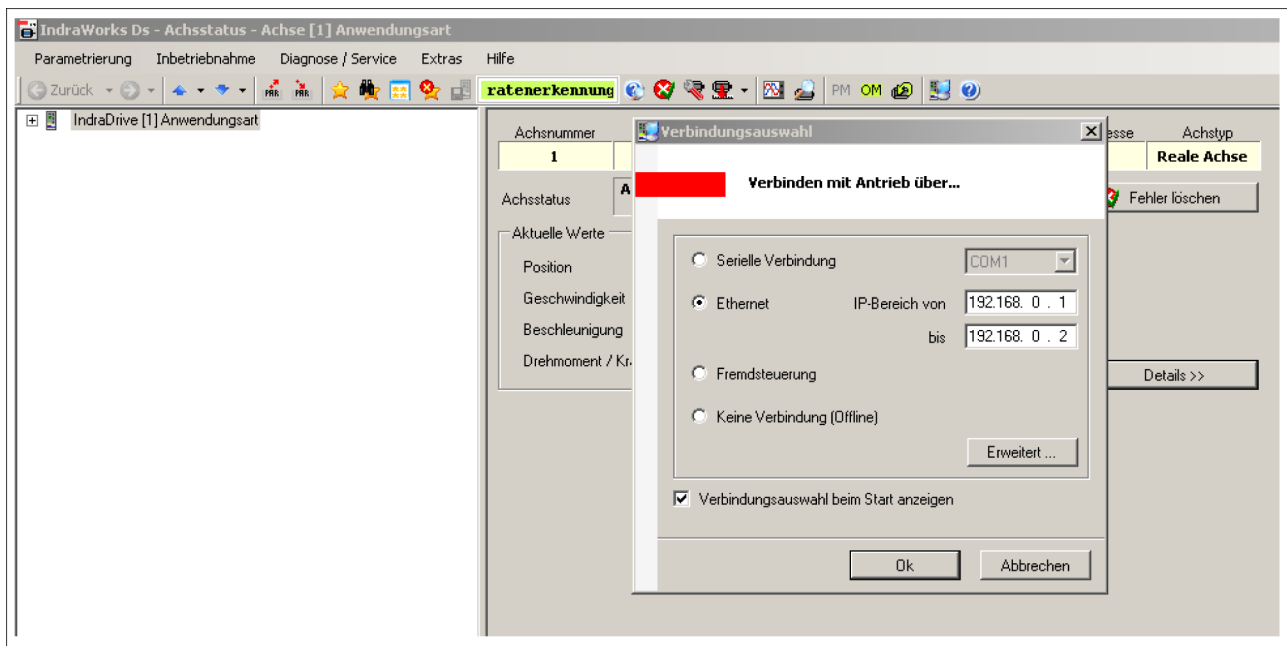 IndraWorks Ds - Achsstatus - Achse [1] Anwendungsart
Parametrierung Inbetriebnahme Diagnose / Service Extras Hilfe
Zurück PAR PAR ratenerkennung PM OM
IndraDrive [1] Anwendungsart
Achsnummer
1
esse
Achstyp
Reale Achse
Achsstatus
A
Fehler löschen
Aktuelle Werte
Position
Geschwindigkeit
Beschleunigung
Drehmoment / Kr
Details >>
Verbindungsauswahl
Verbinden mit Antrieb über...
Serielle Verbindung COM1
Ethernet IP-Bereich von 192.168. 0 . 1
bis 192.168. 0 . 2
Fremdsteuerung
Keine Verbindung (Offline)
Erweitert ...
Verbindungsauswahl beim Start anzeigen
Ok Abbrechen